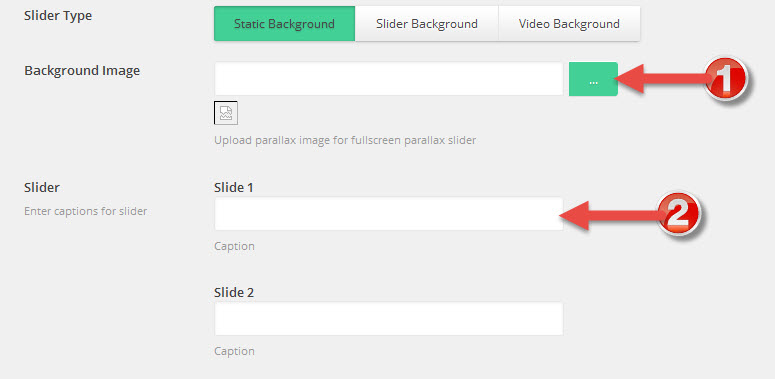 Slider Type
Static Background Slider Background Video Background
Background Image
...
1
Upload parallax image for fullscreen parallax slider
Slider
Slide 1
Enter captions for slider
2
Caption
Slide 2
Caption